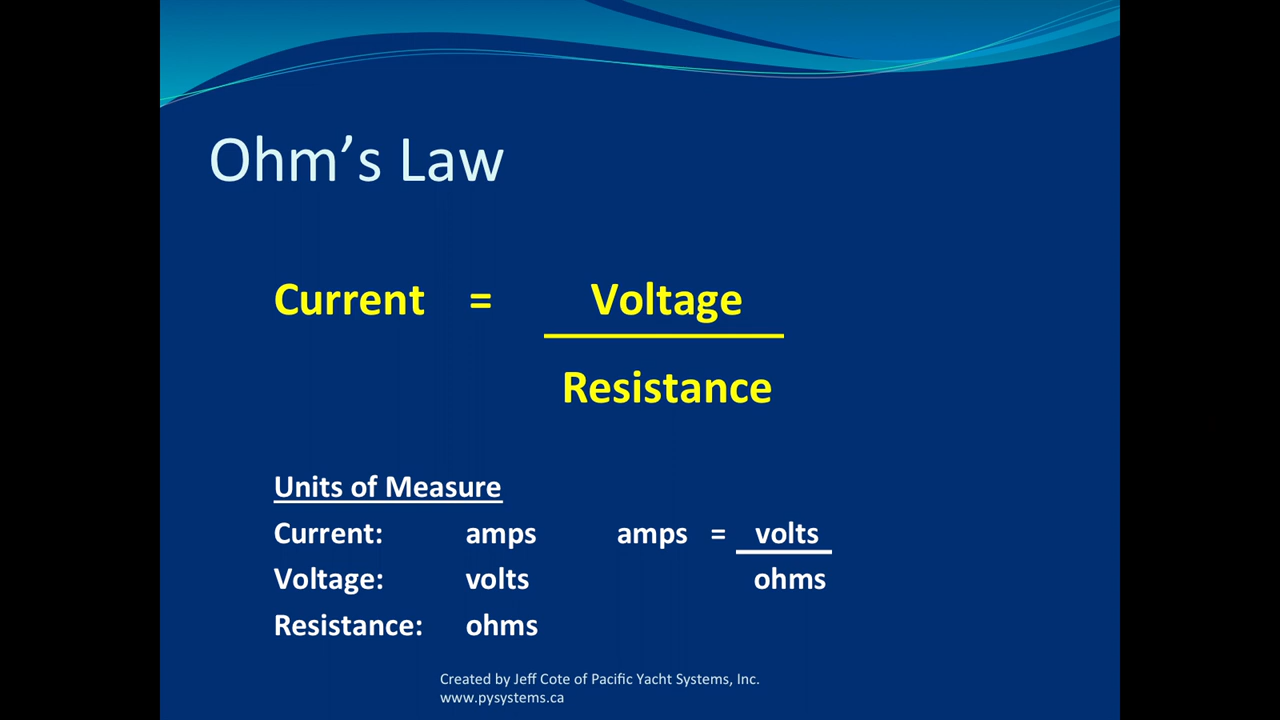 Ohm’s Law
Current = Voltage
Resistance
Units of Measure
Current: amps amps = volts
Voltage: volts ohms
Resistance: ohms
Created by Jeff Cote of Pacific Yacht Systems, Inc.
www.pysystems.ca